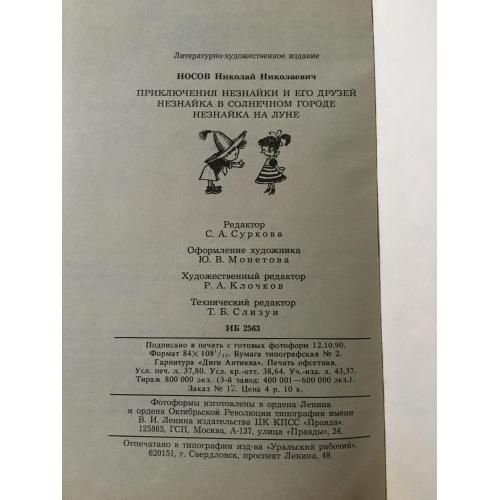 Литературно-художественное издание
НОСОВ Николай Николаевич
ПРИКЛЮЧЕНИЯ НЕЗНАЙКИ И ЕГО ДРУЗЕЙ
НЕЗНАЙКА В СОЛНЕЧНОМ ГОРОДЕ
НЕЗНАЙКА НА ЛУНЕ
Редактор
С. А. Суркова
Оформление художника
Ю. В. Монетова
Художественный редактор
Р. А. Клочков
Технический редактор
Т. Б. Слизун
ИБ 2563
Подписано в печать с готовых фотоформ 12.10.90.
Формат 84×108¹/₃₂. Бумага типографская № 2.
Гарнитура «Диги Антиква». Печать офсетная.
Усл. печ. л. 37,80. Усл. кр.-отт. 38,64. Уч.-изд. л. 43,37.
Тираж 800 000 экз. (3-й завод: 400 001—600 000 экз.).
Заказ № 12. Цена 4 р. 10 к.
Фотоформы изготовлены в ордена Ленина
и ордена Октябрьской Революции типографии имени
В. И. Ленина издательства ЦК КПСС «Правда».
125865, ГСП, Москва, А-137, улица «Правды», 24.
Отпечатано в типографии изд-ва «Уральский рабочий».
620151, г. Свердловск, проспект Ленина, 49.